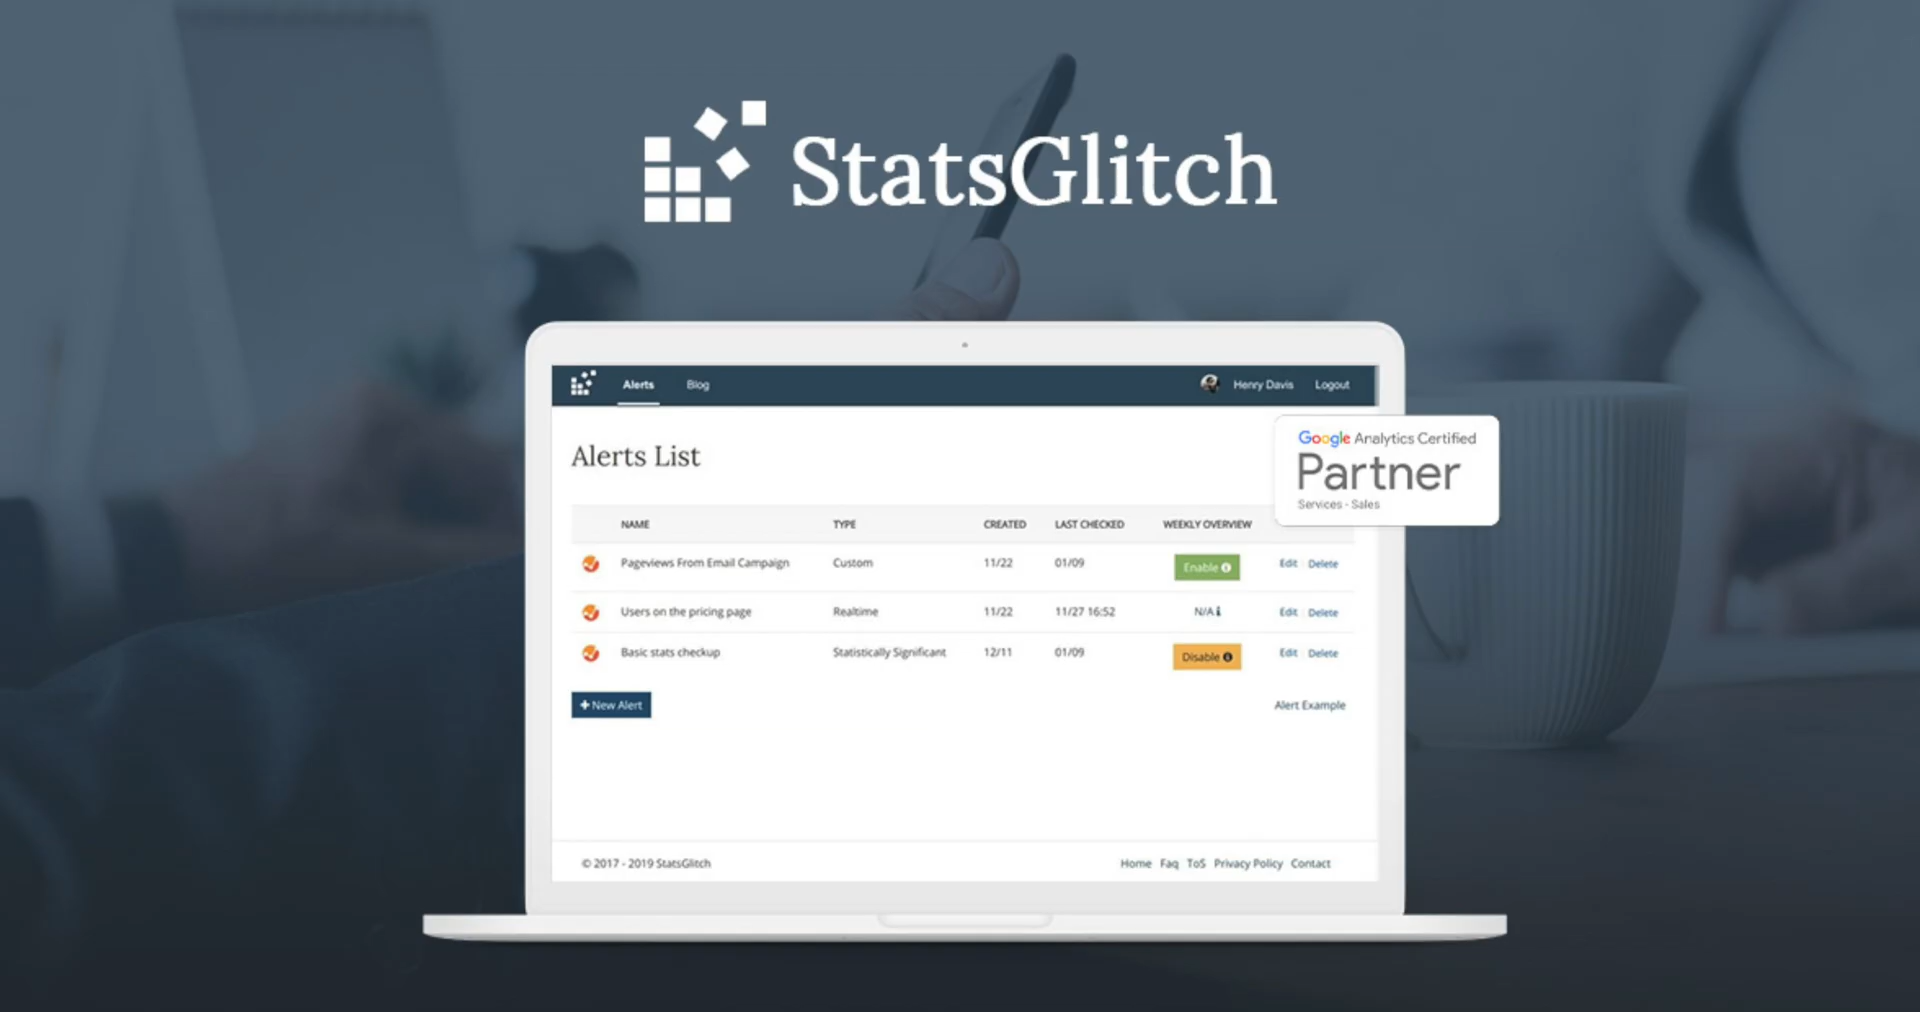 StatsGlitch
Alerts Blog Henry Davis Logout
Google Analytics Certified
Partner
Services - Sales
Alerts List
NAME TYPE CREATED LAST CHECKED WEEKLY OVERVIEW
Pageviews From Email Campaign Custom 11/22 01/09 Enable Edit Delete
Users on the pricing page Realtime 11/22 11/27 16:52 N/A Edit Delete
Basic stats checkup Statistically Significant 12/11 01/09 Disable Edit Delete
+ New Alert Alert Example
© 2017 - 2019 StatsGlitch Home Faq ToS Privacy Policy Contact